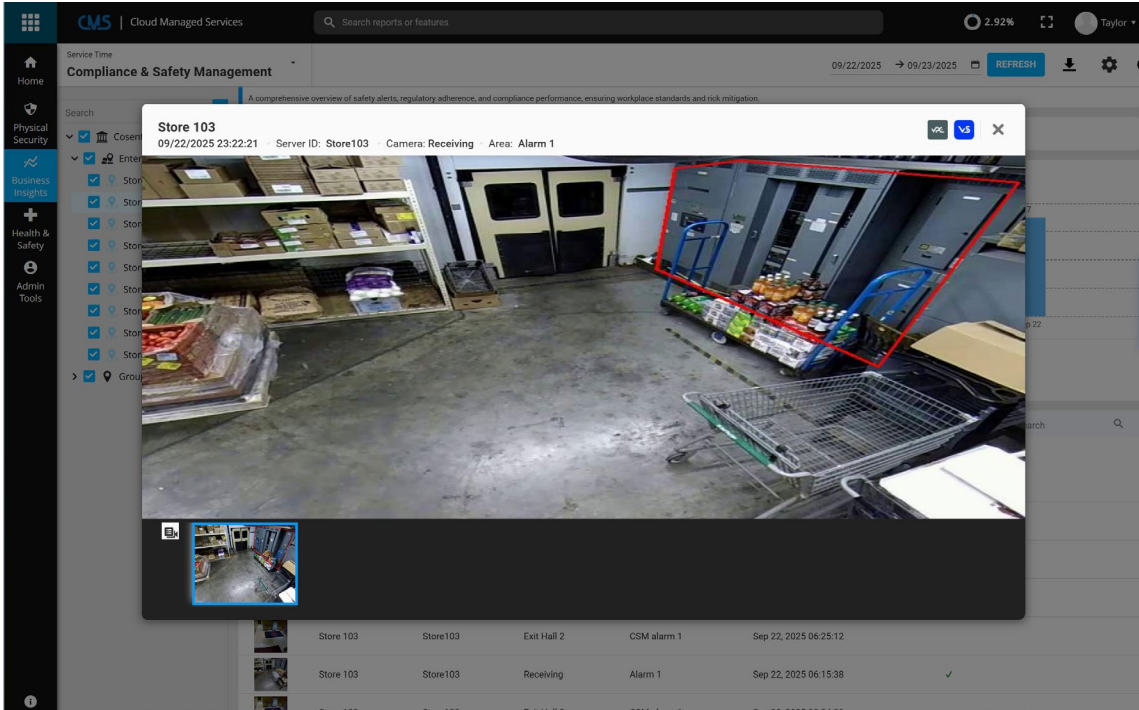 CMS | Cloud Managed Services
Search reports or features
2.92%
Taylor
Home
Physical Security
Business Insights
Health & Safety
Admin Tools
Service Time
Compliance & Safety Management
09/22/2025 → 09/23/2025
REFRESH
A comprehensive overview of safety alerts, regulatory adherence, and compliance performance, ensuring workplace standards and rick mitigation.
Search
Store 103
09/22/2025 23:22:21 Server ID: Store103 Camera: Receiving Area: Alarm 1
VPC
VS
Store 103 Store103 Exit Hall 2 CSM alarm 1 Sep 22, 2025 06:25:12
Store 103 Store103 Receiving Alarm 1 Sep 22, 2025 06:15:38